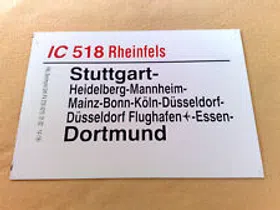 IC 518 Rheinfels
Stuttgart-
Heidelberg-Mannheim-
Mainz-Bonn-Köln-Düsseldorf-
Düsseldorf Flughafen✈-Essen-
Dortmund